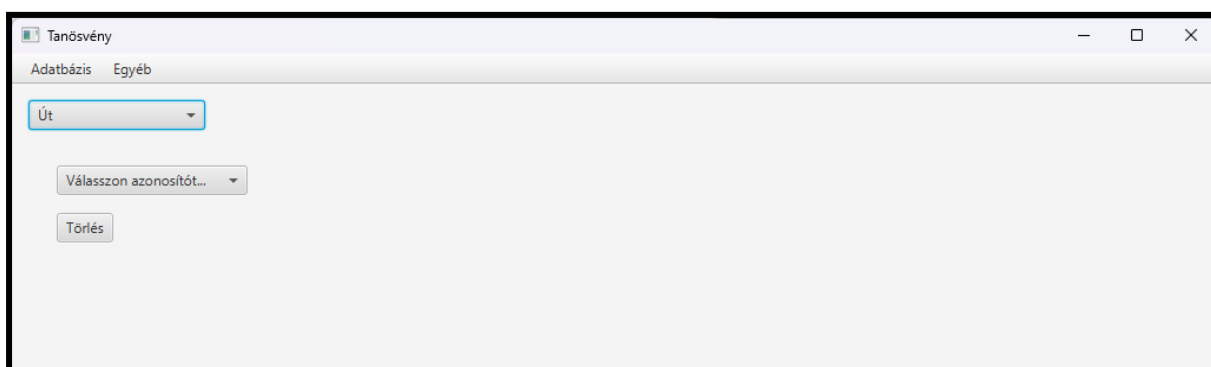 Tanösvény
Adatbázis Egyéb
Út
Válasszon azonosítót...
Törlés